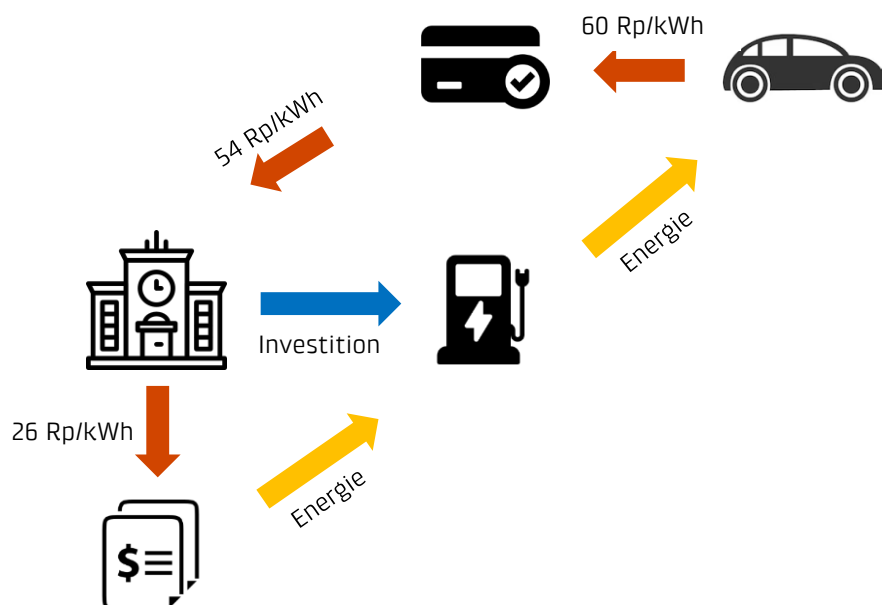 60 Rp/kWh
54 Rp/kWh
Energie
Investition
26 Rp/kWh
Energie
$